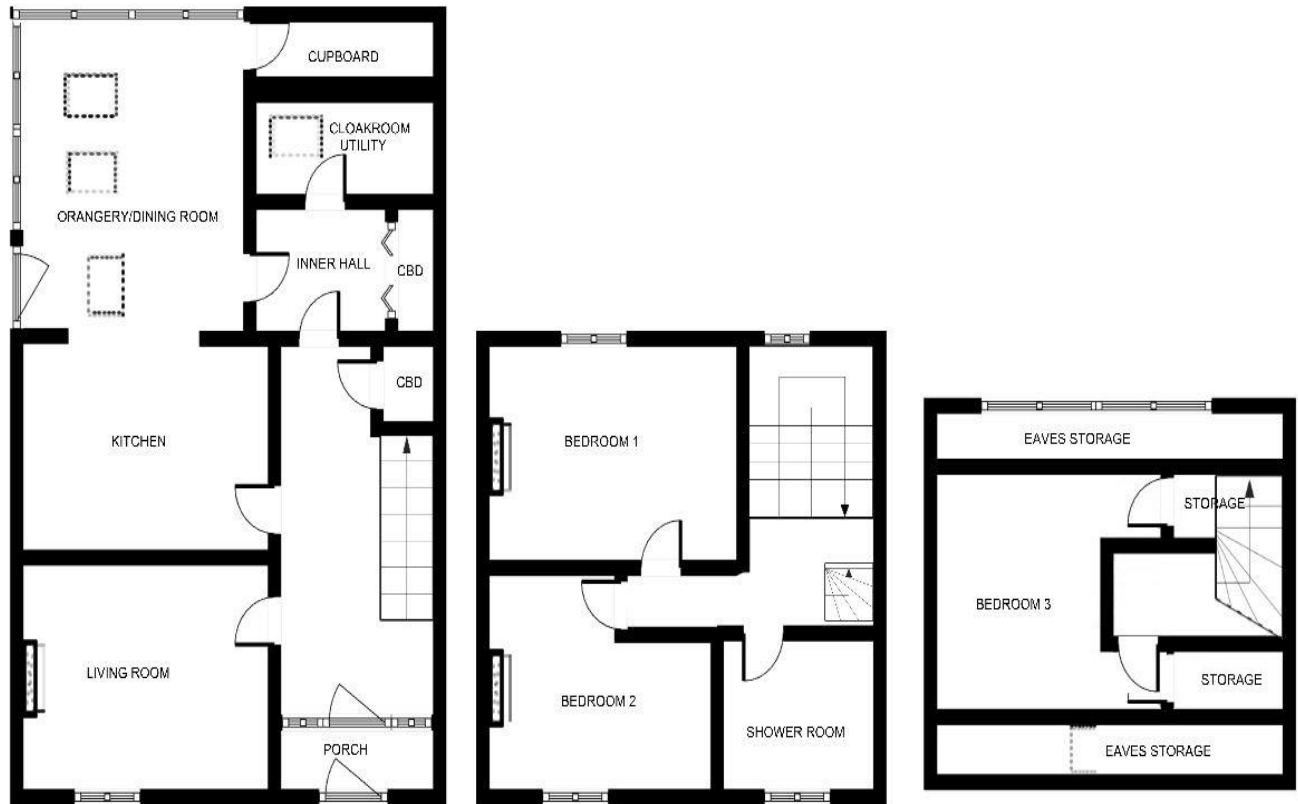 CUPBOARD
CLOAKROOM
UTILITY
ORANGERY/DINING ROOM
INNER HALL
CBD
CBD
KITCHEN
LIVING ROOM
PORCH
BEDROOM 1
BEDROOM 2
SHOWER ROOM
EAVES STORAGE
STORAGE
BEDROOM 3
STORAGE
EAVES STORAGE